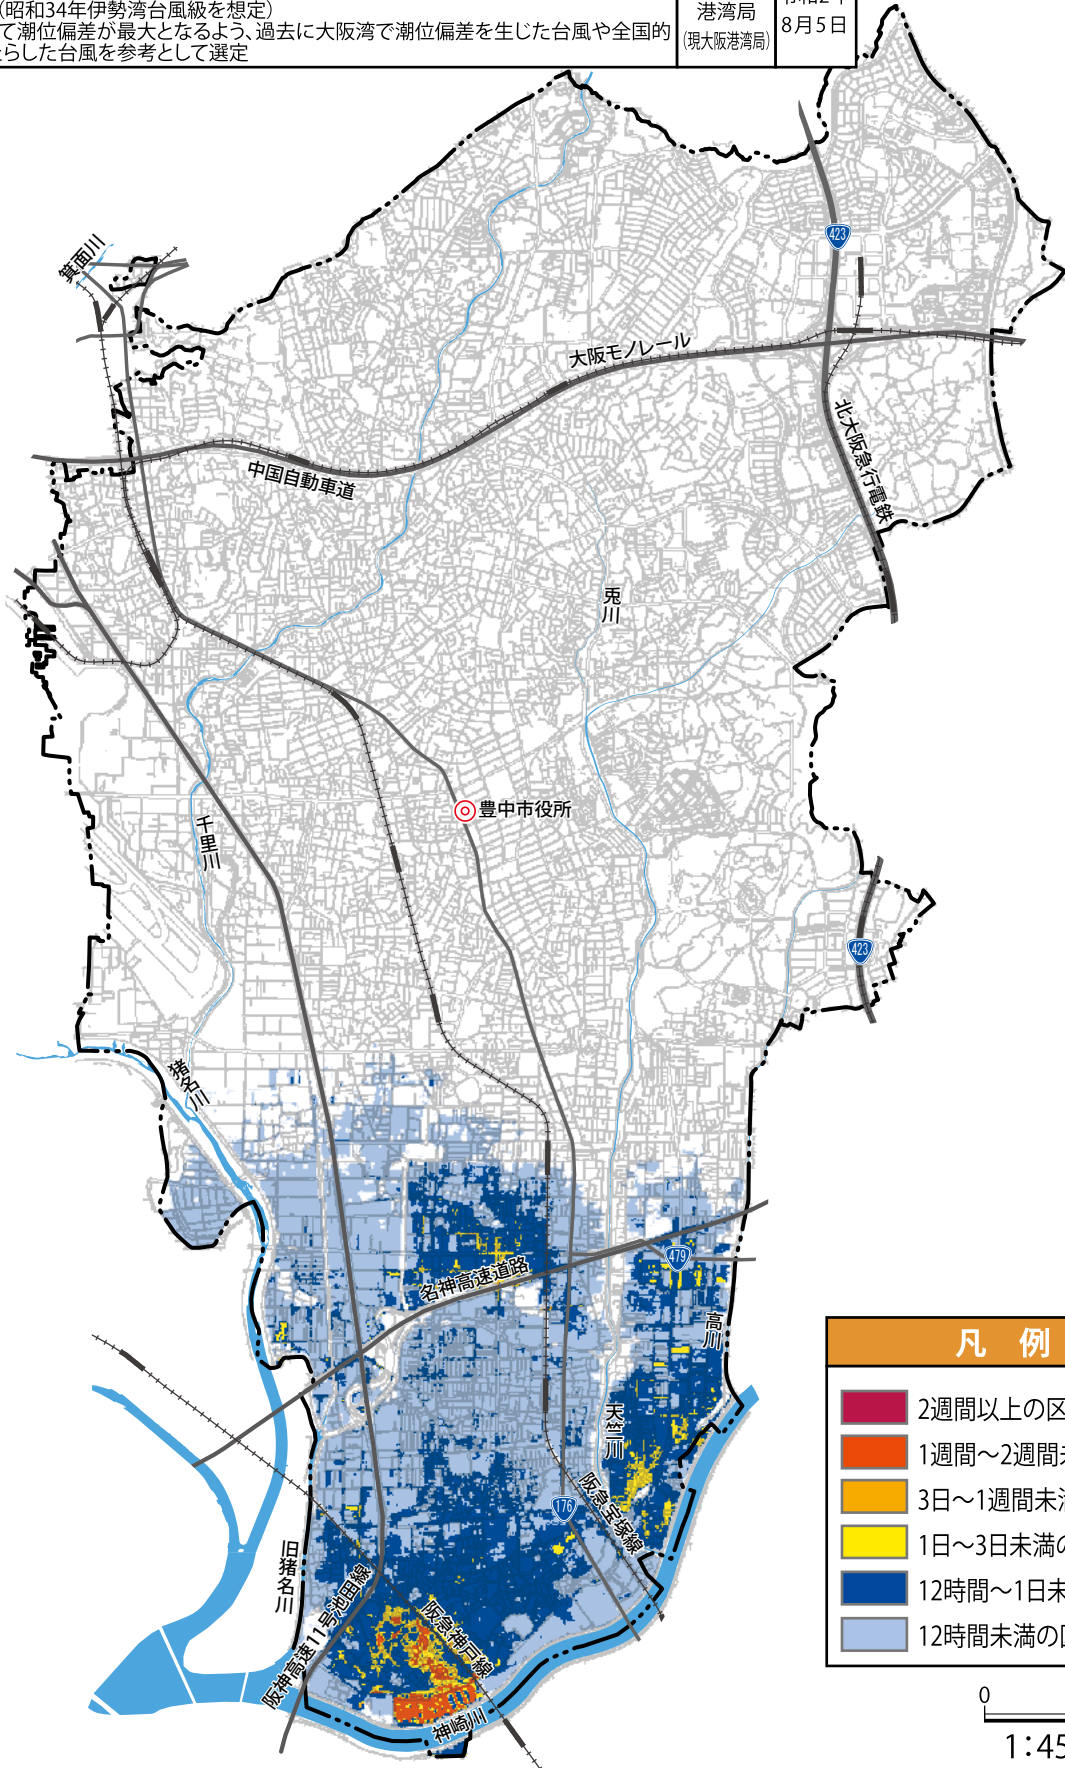 (昭和34年伊勢湾台風級を想定)
て潮位偏差が最大となるよう、過去に大阪湾で潮位偏差を生じた台風や全国的
らした台風を参考として選定
港湾局
(現大阪港湾局)
8月5日
423
箕面川
大阪モノレール
北大阪急行電鉄
中国自動車道
兎川
豊中市役所
千里川
423
猪名川
479
名神高速道路
高川
天竺川
阪急宝塚線
176
旧猪名川
阪神高速11号池田線
阪急神戸線
神崎川
凡 例
2週間以上の区
1週間～2週間未
3日～1週間未満
1日～3日未満の
12時間～1日未
12時間未満の区
0
1:45